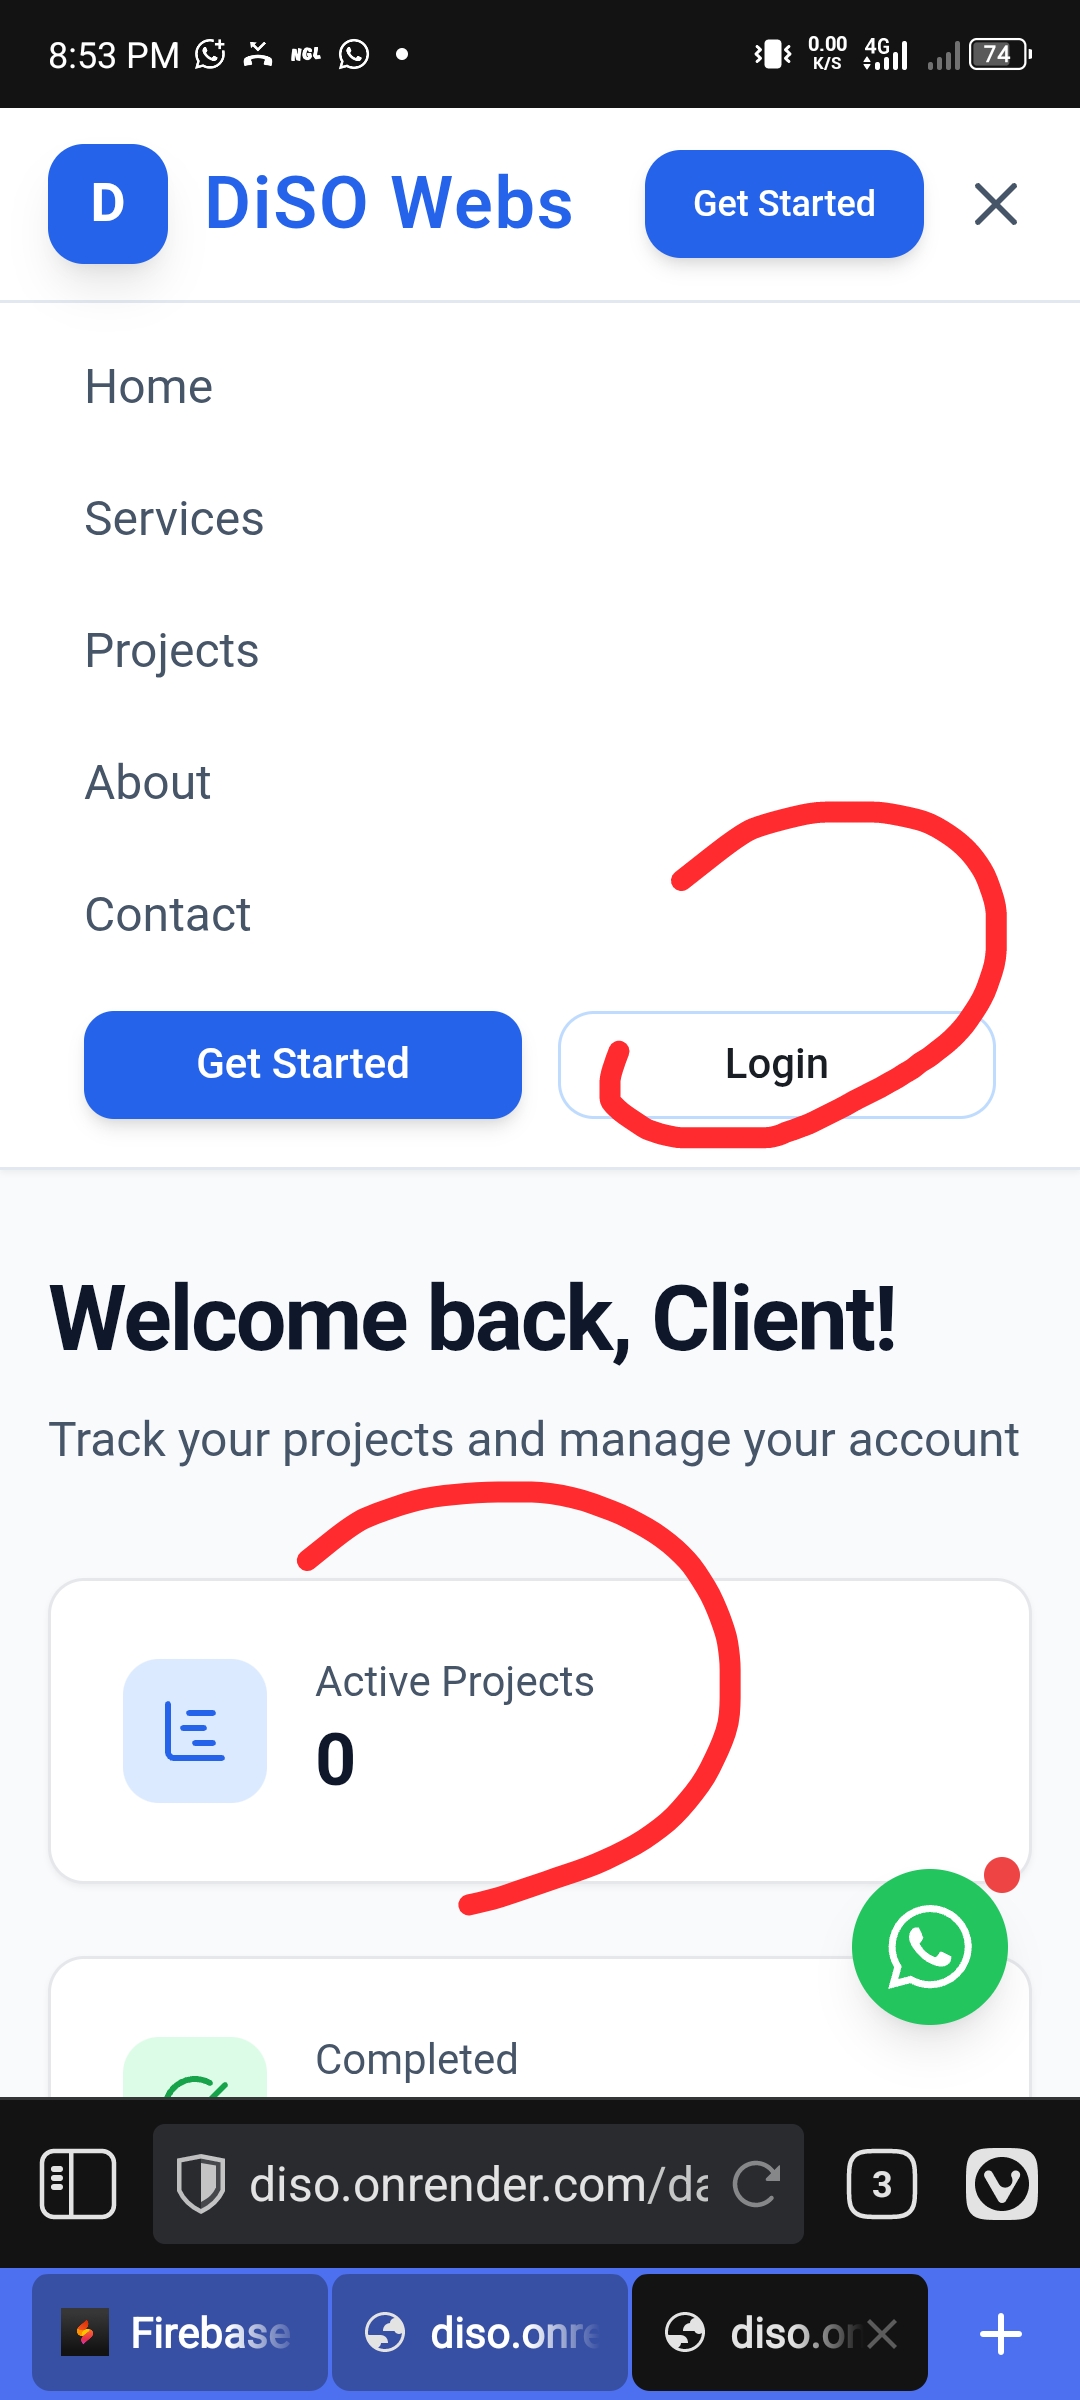 8:53 PM NGL 0.00 K/S 4G 74
D DiSO Webs Get Started
Home
Services
Projects
About
Contact
Get Started Login
Welcome back, Client!
Track your projects and manage your account
Active Projects
0
Completed
diso.onrender.com/da 3
Firebase diso.onre diso.on